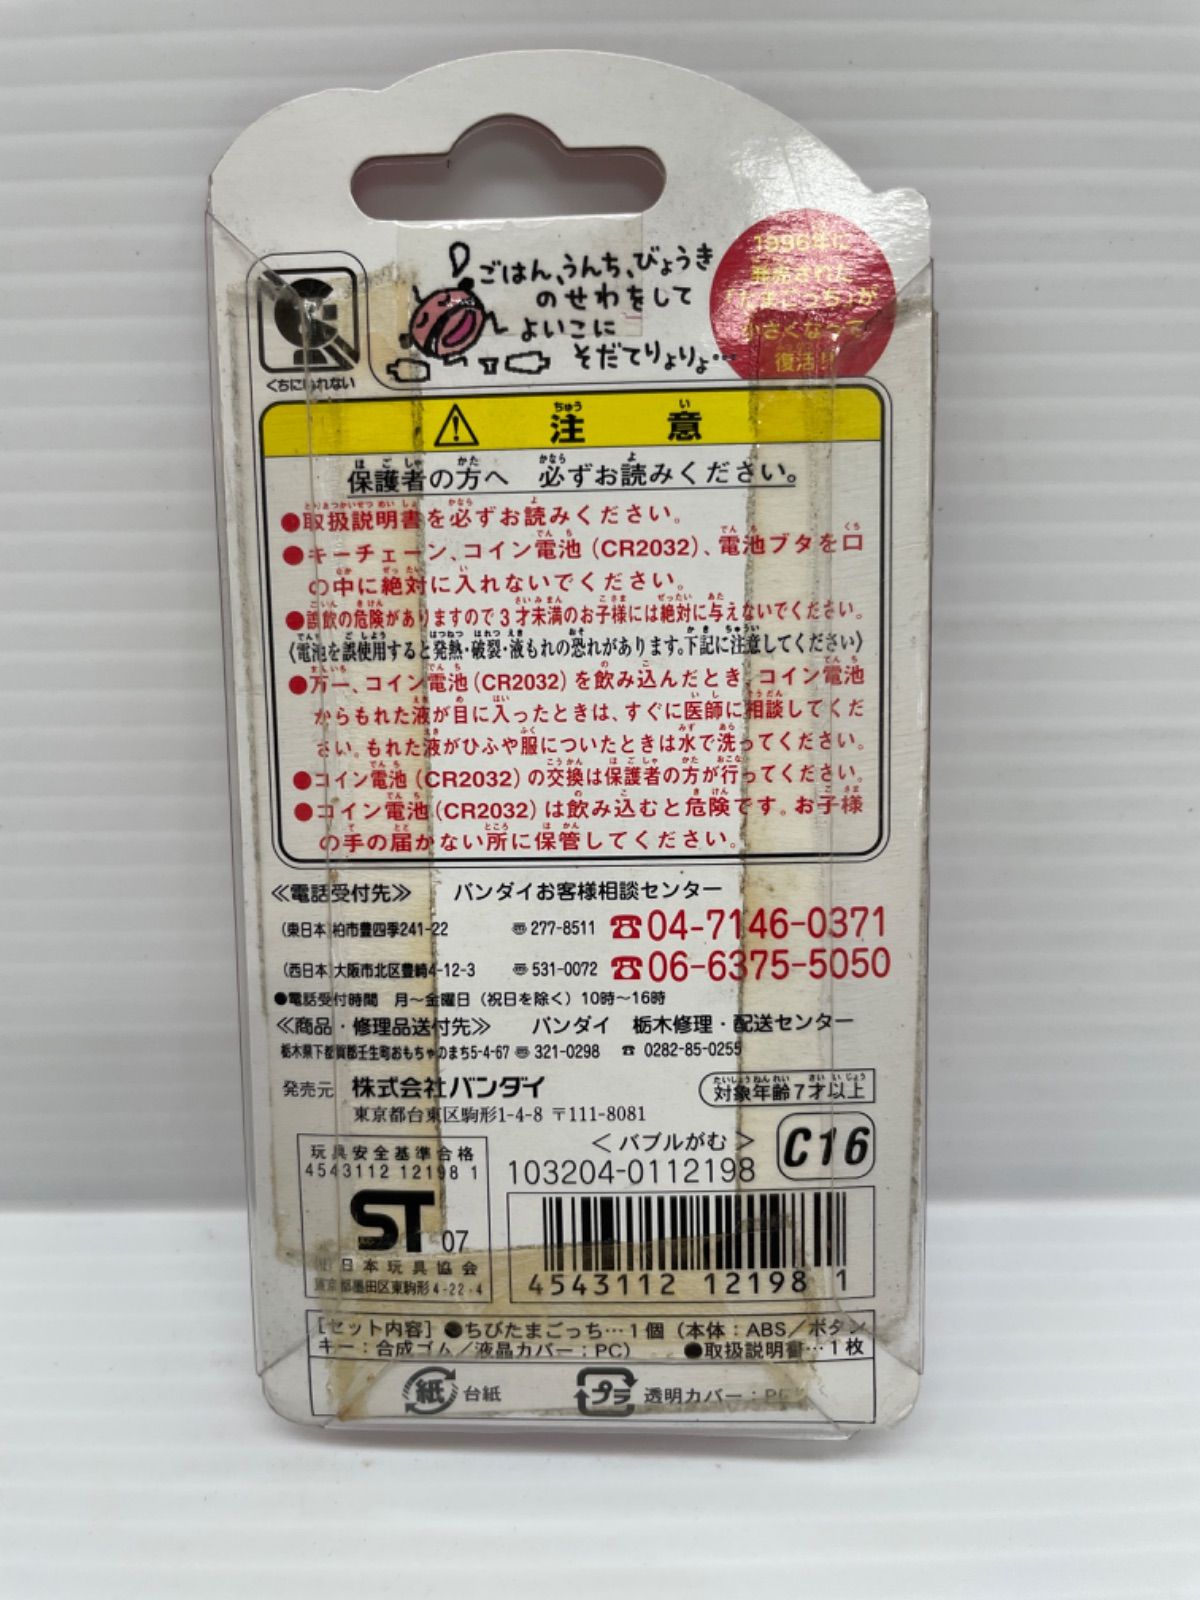 ごはん、うんち、びょうき
のせわをして
よいこに
そだてりょりょ…
1996年に
発売された
「たまごっち」が
小さくなって
復活!!
くちにいれない
注意
保護者の方へ 必ずお読みください。
●取扱説明書を必ずお読みください。
●キーチェーン、コイン電池(CR2032)、電池ブタを口
の中に絶対に入れないでください。
●誤飲の危険がありますので3才未満のお子様には絶対に与えないでください。
《電池を誤使用すると発熱・破裂・液もれの恐れがあります。下記に注意してください》
●万一、コイン電池(CR2032)を飲み込んだとき、コイン電池
からもれた液が目に入ったときは、すぐに医師に相談してくだ
さい。もれた液がひふや服についたときは水で洗ってください。
●コイン電池(CR2032)の交換は保護者の方が行ってください。
●コイン電池(CR2032)は飲み込むと危険です。お子様
の手の届かない所に保管してください。
≪電話受付先≫ バンダイお客様相談センター
(東日本)柏市豊四季241-22 〠277-8511 ☎04-7146-0371
(西日本)大阪市北区豊崎4-12-3 〠531-0072 ☎06-6375-5050
●電話受付時間 月～金曜日(祝日を除く)10時～16時
≪商品・修理品送付先≫ バンダイ 栃木修理・配送センター
栃木県下都賀郡壬生町おもちゃのまち5-4-67 〠321-0298 ☎0282-85-0255
発売元 株式会社バンダイ
東京都台東区駒形1-4-8 〒111-8081
対象年齢7才以上
<バブルがむ>
103204-0112198
C16
玩具安全基準合格
4543112 12198 1
ST 07
(社)日本玩具協会
東京都墨田区東駒形4-22-4
4543112 121981
[セット内容]●ちびたまごっち…1個(本体:ABS/ボタン
キー:合成ゴム/液晶カバー:PC) ●取扱説明書…1枚
紙 台紙
プラ 透明カバー: